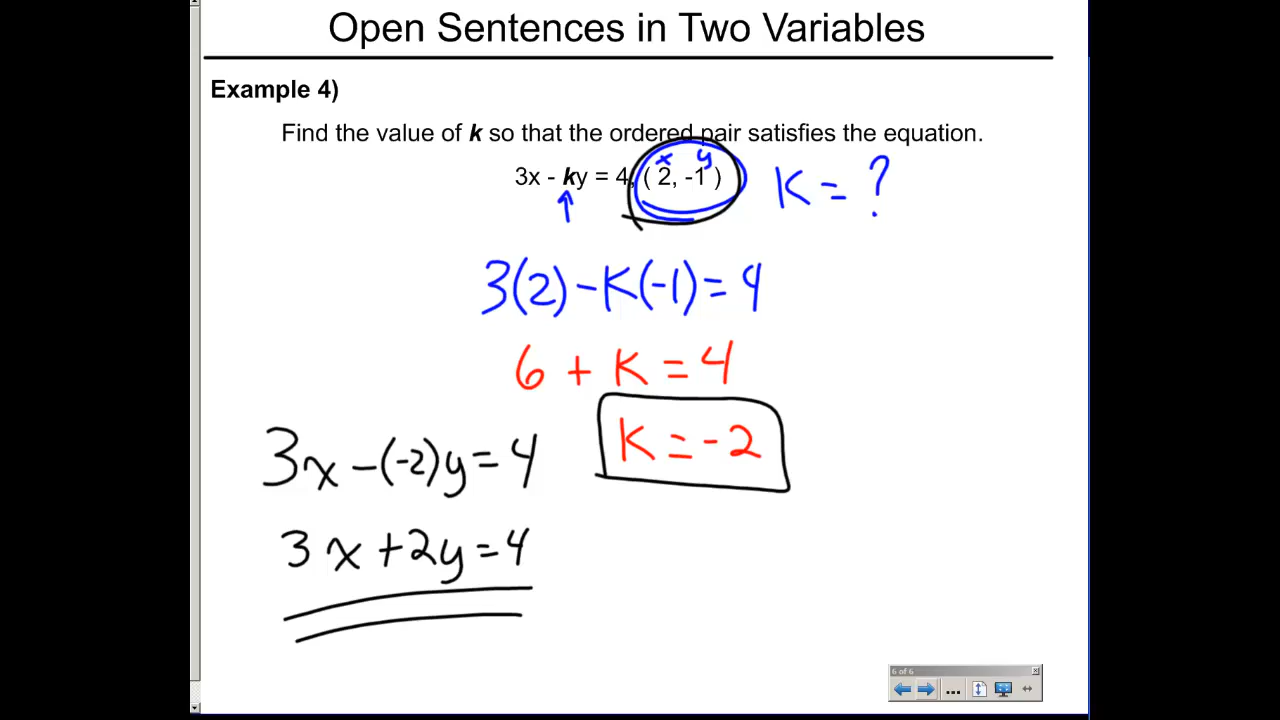 Open Sentences in Two Variables
Example 4)
Find the value of k so that the ordered pair satisfies the equation.
x y
3x - ky = 4, ( 2, -1 ) K = ?
3(2) - K(-1) = 4
6 + K = 4
K = -2
3x - (-2)y = 4
3x + 2y = 4
6 of 6
...